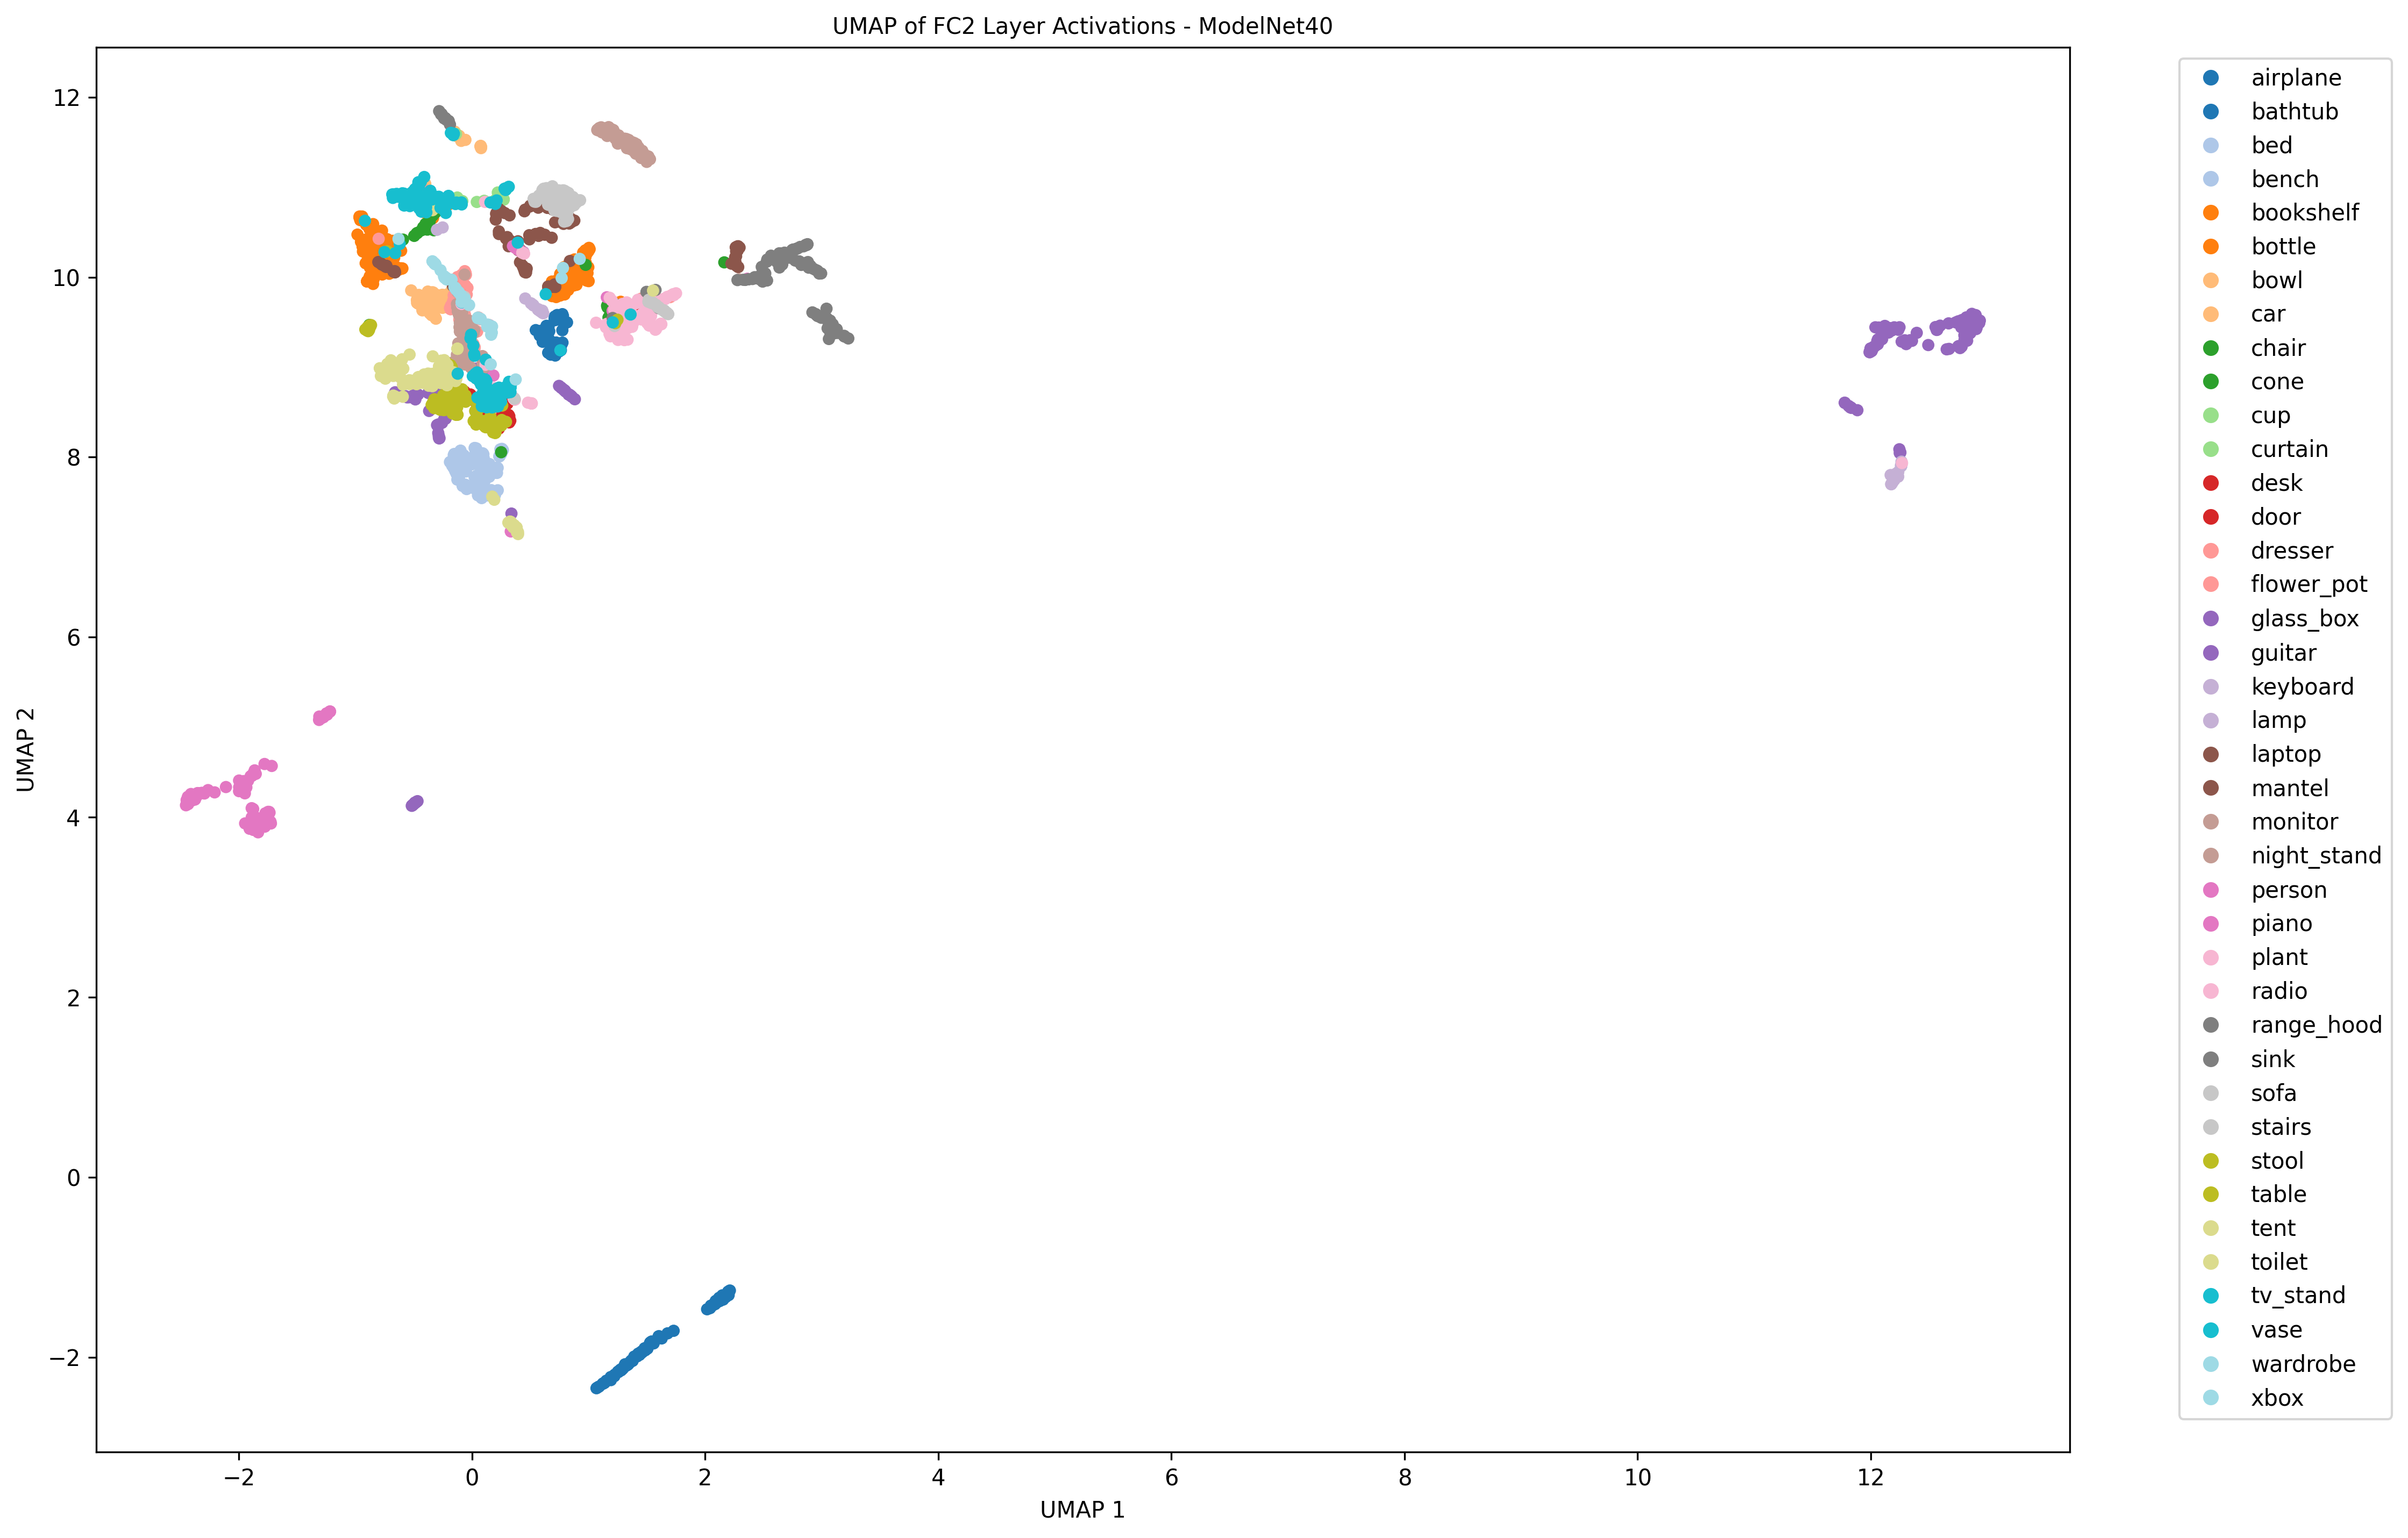 UMAP of FC2 Layer Activations - ModelNet40
12
10
8
6
4
2
0
−2
UMAP 2
−2
0
2
4
6
8
10
12
UMAP 1
airplane
bathtub
bed
bench
bookshelf
bottle
bowl
car
chair
cone
cup
curtain
desk
door
dresser
flower_pot
glass_box
guitar
keyboard
lamp
laptop
mantel
monitor
night_stand
person
piano
plant
radio
range_hood
sink
sofa
stairs
stool
table
tent
toilet
tv_stand
vase
wardrobe
xbox